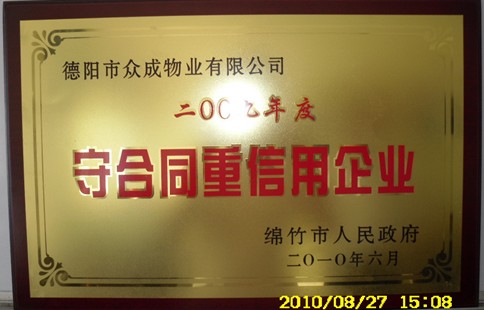 德阳市众成物业有限公司
二00九年度
守合同重信用企业
绵竹市人民政府
二○一○年六月
2010/08/27 15:08